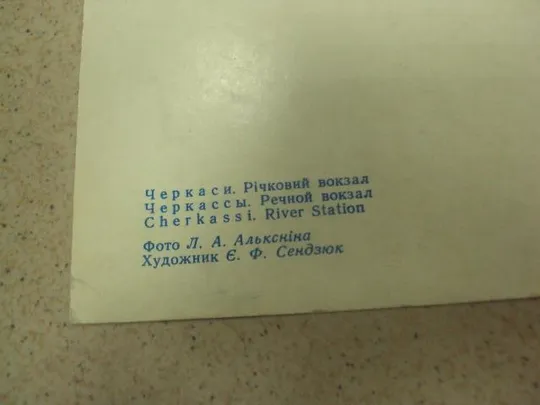 Черкаси. Річковий вокзал
Черкассы. Речной вокзал
Cherkassi. River Station
Фото Л. А. Альксніна
Художник Є. Ф. Сендзюк